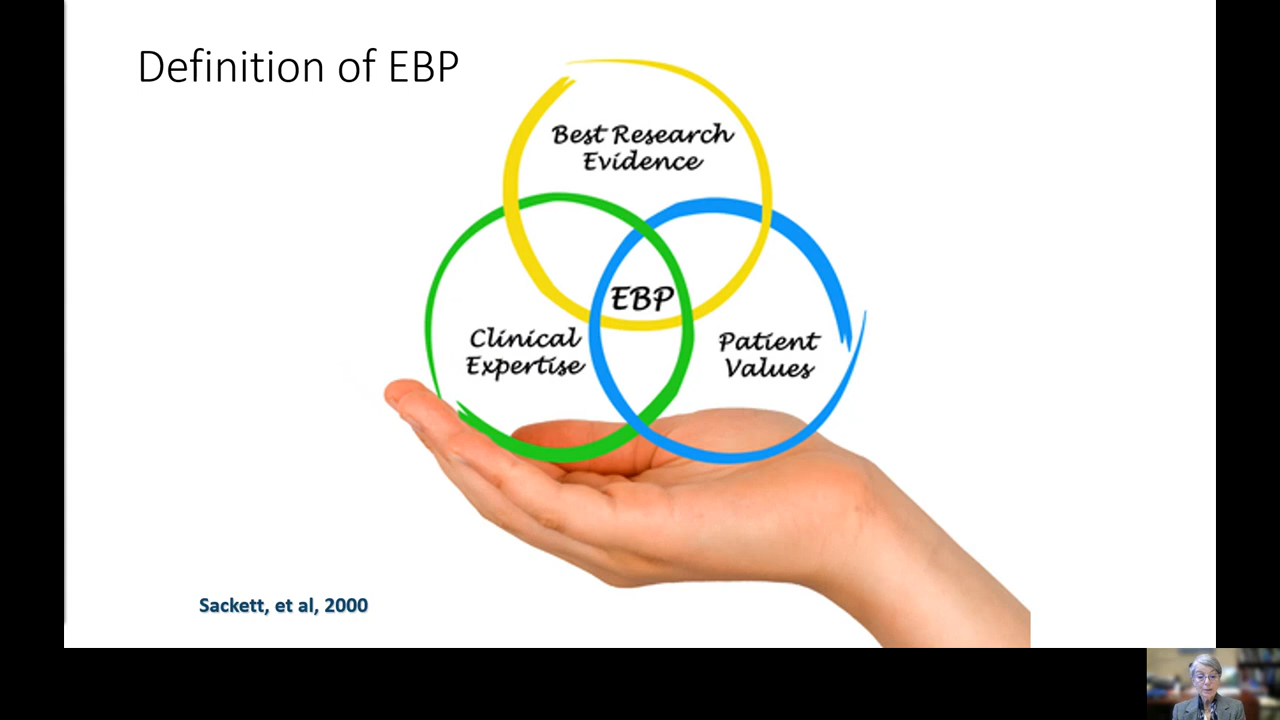 Definition of EBP
Best Research
Evidence
EBP
Clinical
Expertise
Patient
Values
Sackett, et al, 2000